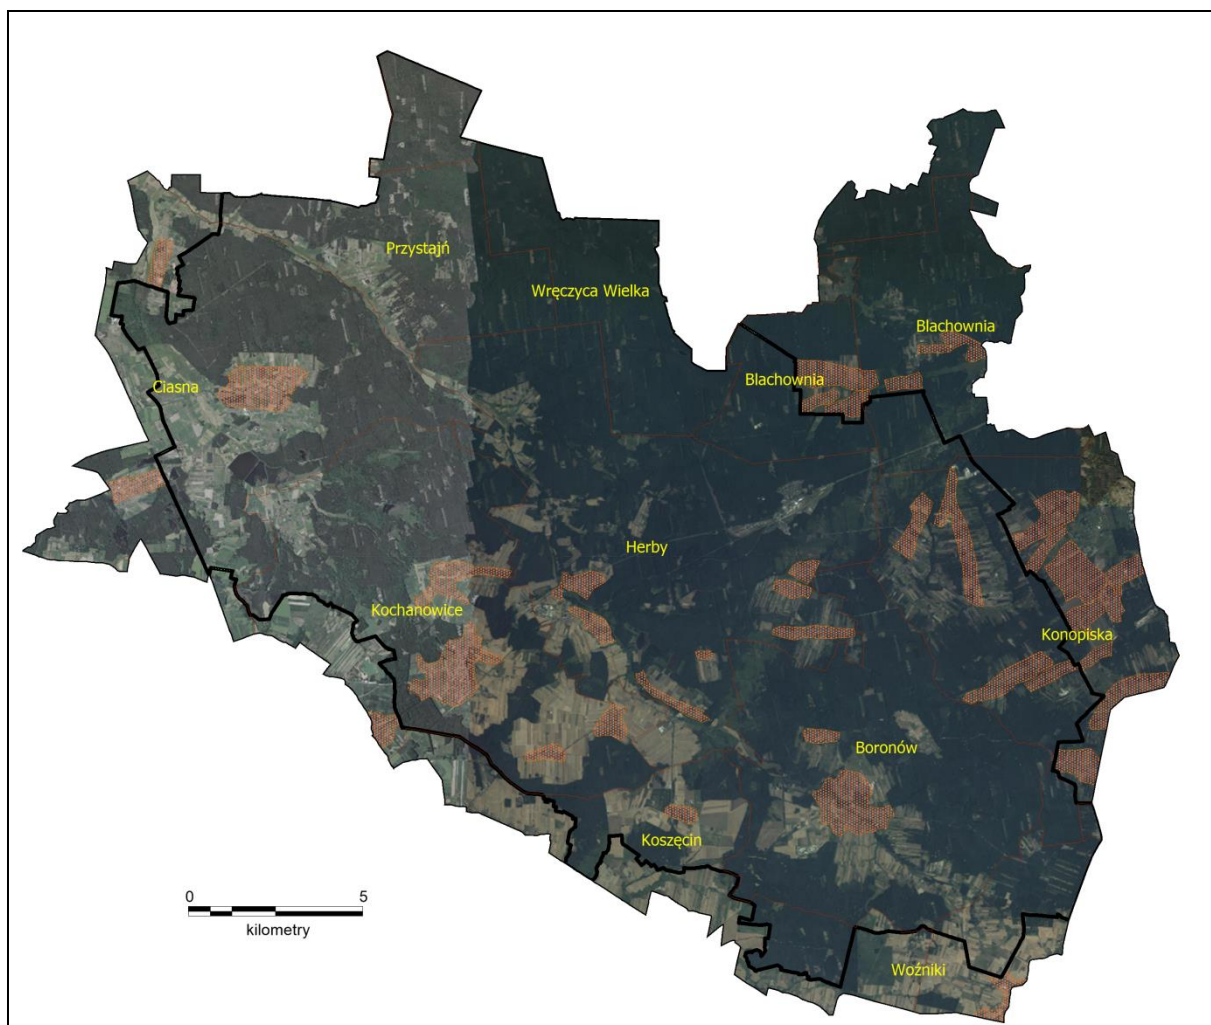 Przystajń
Wręczyca Wielka
Blachownia
Blachownia
Ciasna
Herby
Kochanowice
Konopiska
Boronów
Koszęcin
0 5
kilometry
Woźniki